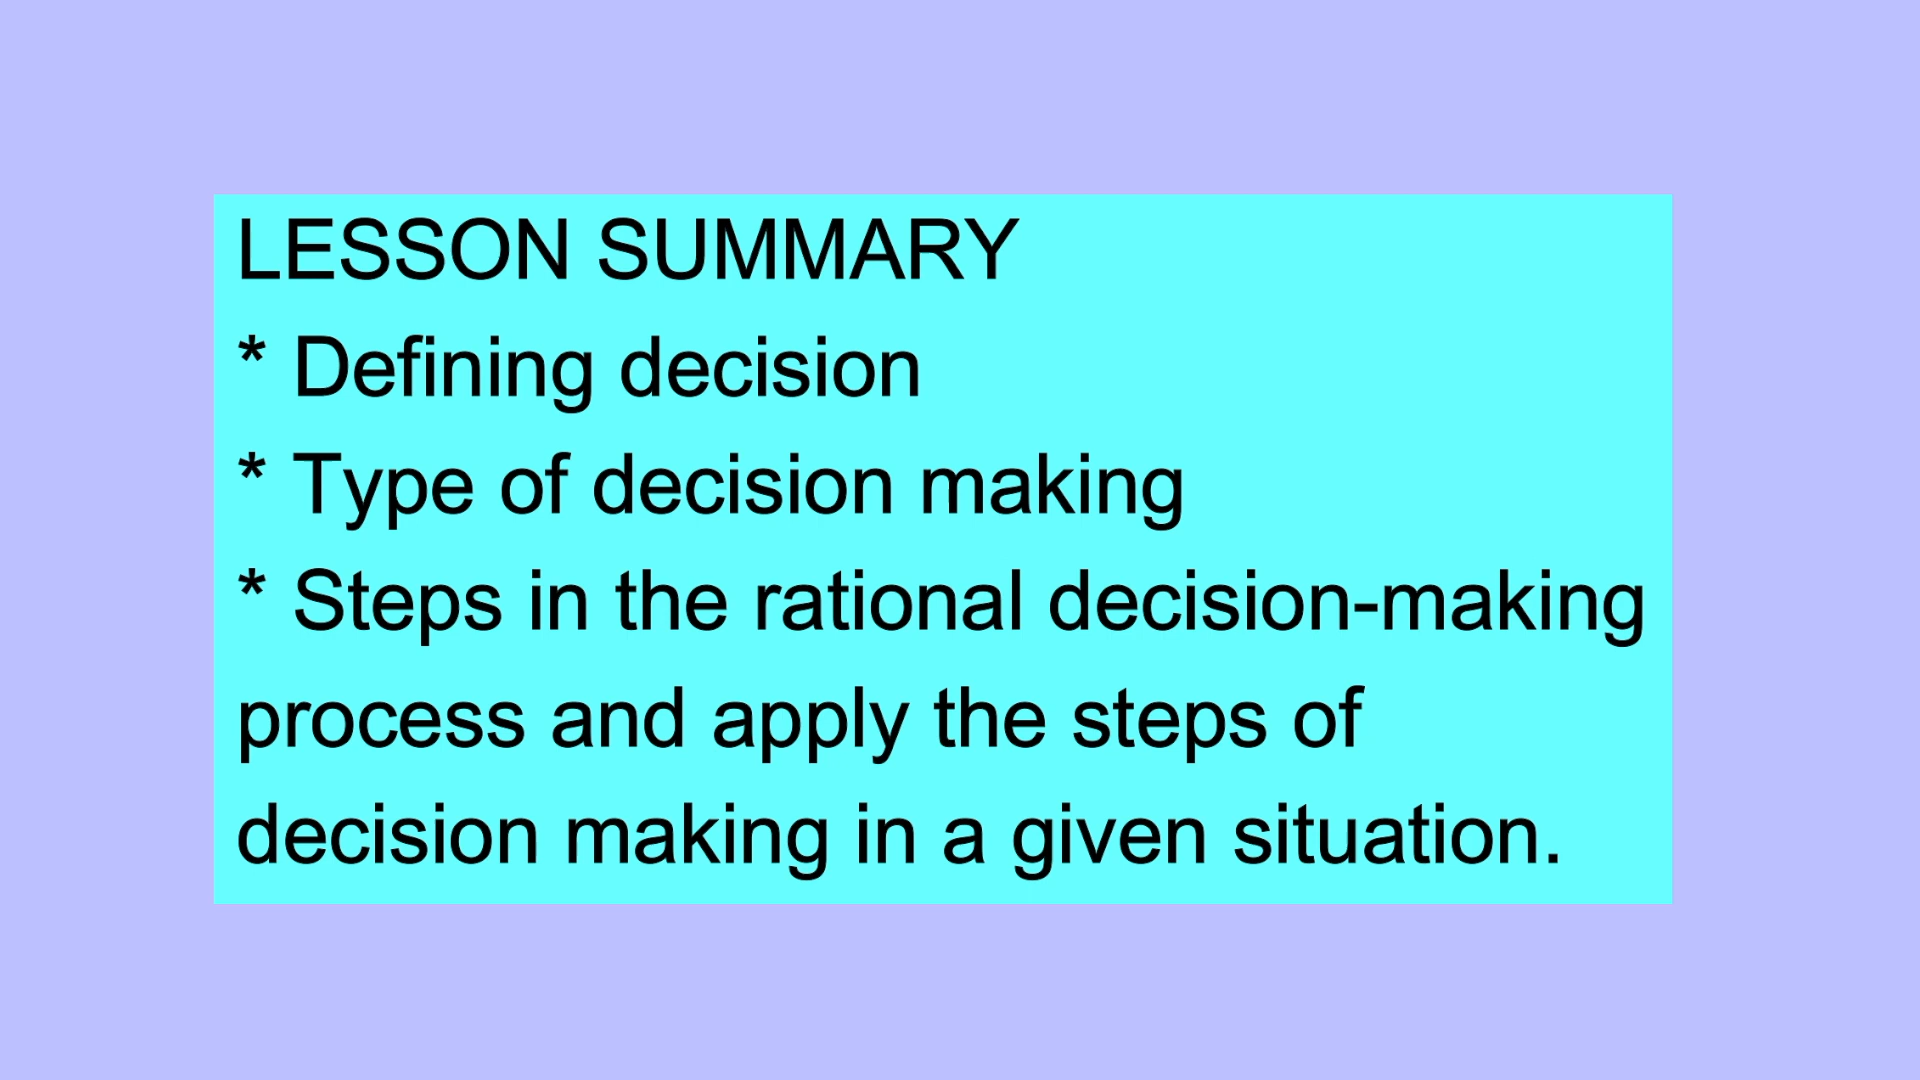 LESSON SUMMARY
* Defining decision
* Type of decision making
* Steps in the rational decision-making
process and apply the steps of
decision making in a given situation.